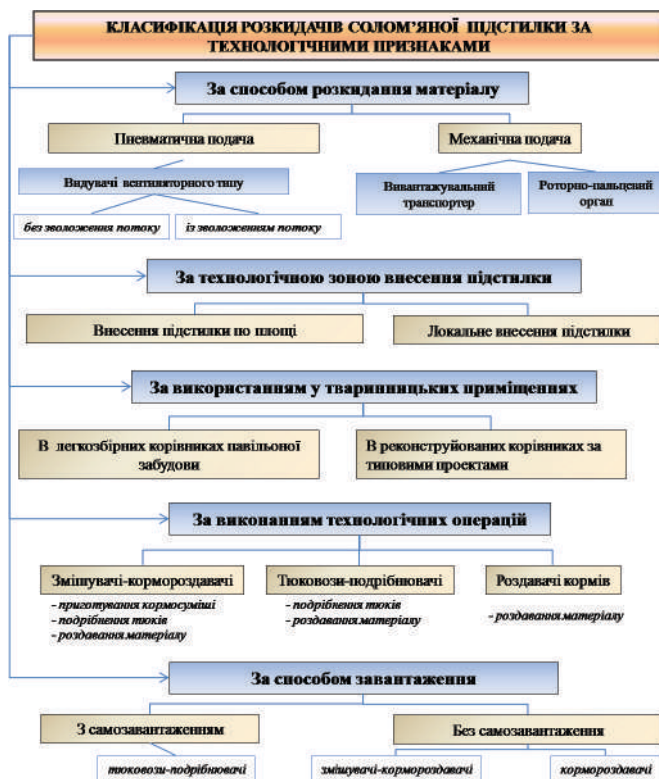 КЛАСИФІКАЦІЯ РОЗКИДАЧІВ СОЛОМ'ЯНОЇ ПІДСТИЛКИ ЗА
ТЕХНОЛОГІЧНИМИ ПРИЗНАКАМИ
За способом розкидання матеріалу
Пневматична подача
Механічна подача
Видувачі вентиляторного типу
Вивантажувальний
транспортер
Роторно-пальцевий
орган
без зволоження потоку
із зволоженням потоку
За технологічною зоною внесення підстилки
Внесення підстилки по площі
Локальне внесення підстилки
За використанням у тваринницьких приміщеннях
В легкозбірних корівниках павільоної
забудови
В реконструйованих корівниках за
типовими проектами
За виконанням технологічних операцій
Змішувачі-кормороздавачі
- приготування кормосуміші
- подрібнення тюків
- роздавання матеріалу
Тюковози-подрібнювачі
- подрібнення тюків
- роздавання матеріалу
Роздавачі кормів
- роздавання матеріалу
За способом завантаження
З самозавантаженням
Без самозавантаження
тюковози-подрібнювачі
змішувачі-кормороздавачі
кормороздавачі